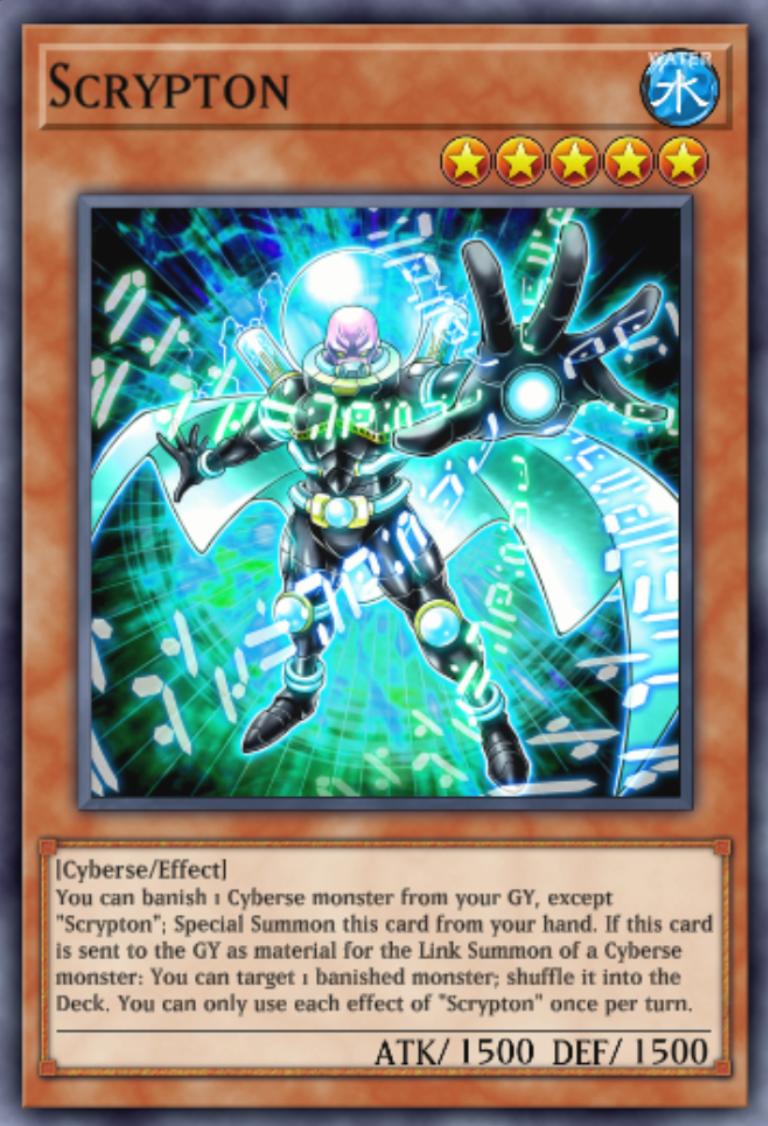 Scrypton
WATER
水
[Cyberse/Effect]
You can banish 1 Cyberse monster from your GY, except
"Scrypton"; Special Summon this card from your hand. If this card
is sent to the GY as material for the Link Summon of a Cyberse
monster: You can target 1 banished monster; shuffle it into the
Deck. You can only use each effect of "Scrypton" once per turn.
ATK/ 1500 DEF/ 1500